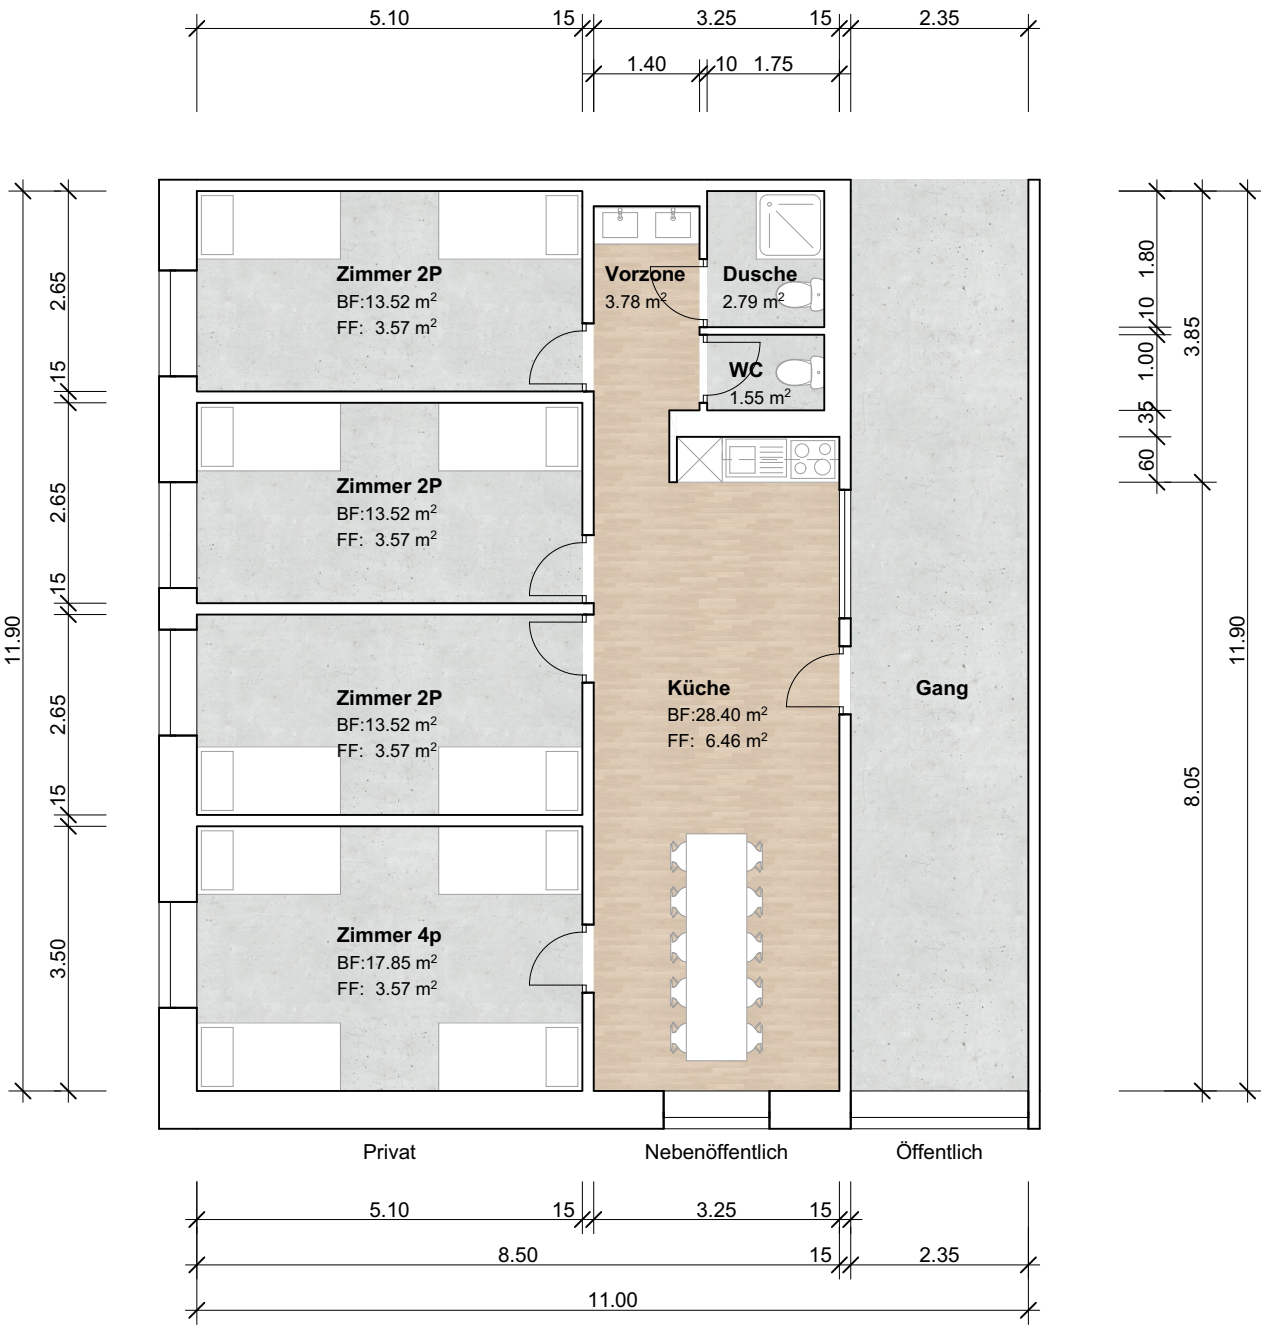 5.10 15 3.25 15 2.35
1.40 10 1.75
Zimmer 2P
BF:13.52 m²
FF: 3.57 m²
Vorzone
3.78 m²
Dusche
2.79 m²
WC
1.55 m²
Zimmer 2P
BF:13.52 m²
FF: 3.57 m²
Zimmer 2P
BF:13.52 m²
FF: 3.57 m²
Küche
BF:28.40 m²
FF: 6.46 m²
Gang
Zimmer 4p
BF:17.85 m²
FF: 3.57 m²
11.90
2.65
15
2.65
15
2.65
15
3.50
1.80
10
1.00
35
60
3.85
8.05
11.90
Privat Nebenöffentlich Öffentlich
5.10 15 3.25 15
8.50 15 2.35
11.00